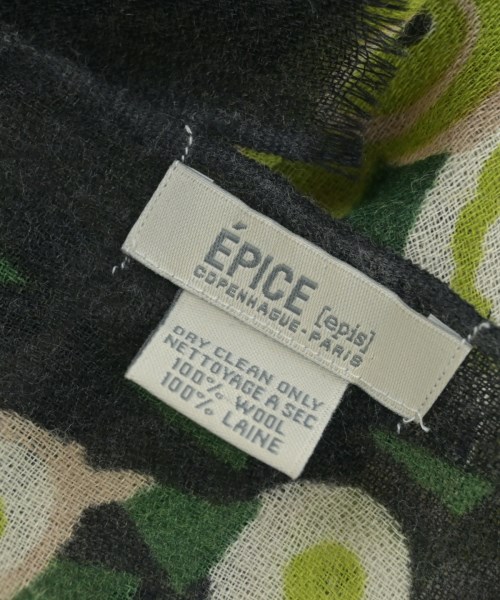 ÉPICE [epis]
COPENHAGUE-PARIS
DRY CLEAN ONLY
NETTOYAGE A SEC
100% WOOL
100% LAINE